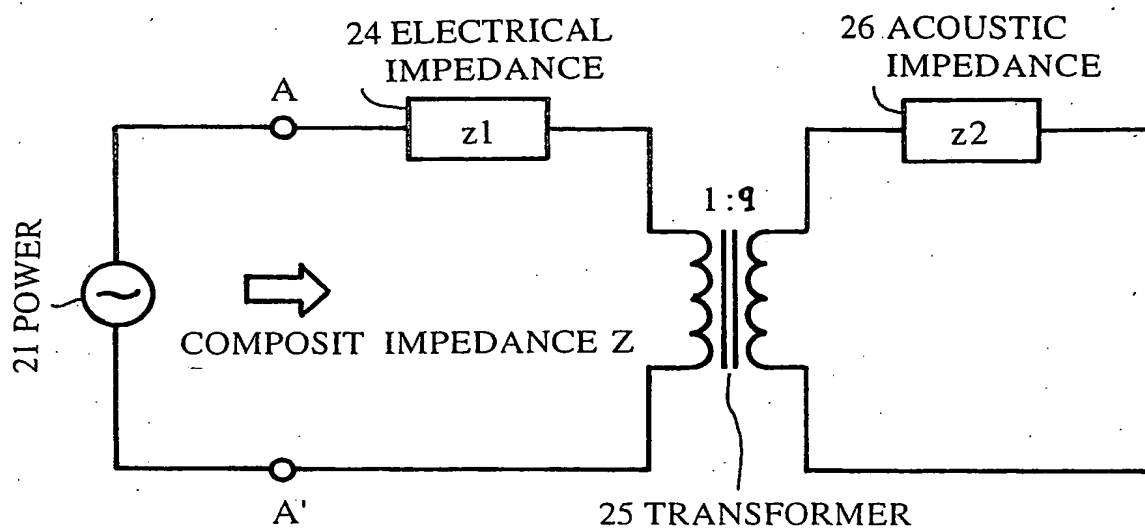 24 ELECTRICAL
IMPEDANCE
26 ACOUSTIC
IMPEDANCE
A
z1
z2
1:q
21 POWER
COMPOSIT IMPEDANCE Z
A'
25 TRANSFORMER